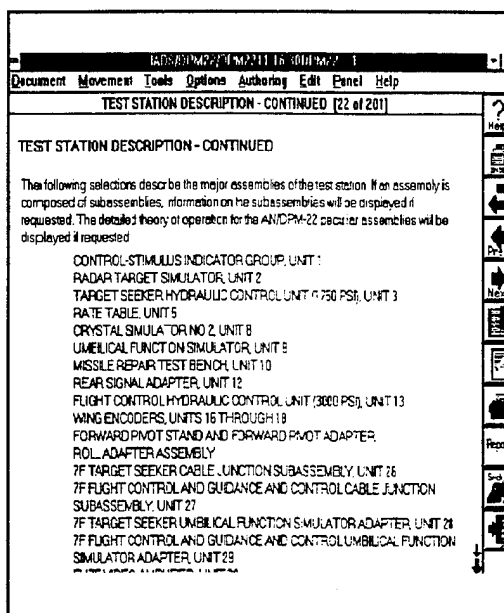 Document Movement Tools Options Authoring Edit Panel Help
TEST STATION DESCRIPTION - CONTINUED [22 of 201]
TEST STATION DESCRIPTION - CONTINUED
The following selections describe the major assemblies of the test station. If an assembly is
composed of subassemblies, information on the subassemblies will be displayed if
requested. The detailed theory of operation for the AN/DPM-22 peculiar assemblies will be
displayed if requested
CONTROL-STIMULUS INDICATOR GROUP, UNIT 1
RADAR TARGET SIMULATOR, UNIT 2
TARGET SEEKER HYDRAULIC CONTROL UNIT PSI), UNIT 3
RATE TABLE, UNIT 5
CRYSTAL SIMULATOR NO 2, UNIT 8
UMBILICAL FUNCTION SIMULATOR, UNIT 9
MISSILE REPAIR TEST BENCH, UNIT 10
REAR SIGNAL ADAPTER, UNIT 12
FLIGHT CONTROL HYDRAULIC CONTROL UNIT (3000 PSI), UNIT 13
WING ENCODERS, UNITS 16 THROUGH 18
FORWARD PIVOT STAND AND FORWARD PIVOT ADAPTER
ROLL ADAPTER ASSEMBLY
7F TARGET SEEKER CABLE JUNCTION SUBASSEMBLY, UNIT 26
7F FLIGHT CONTROL AND GUIDANCE AND CONTROL CABLE JUNCTION
SUBASSEMBLY, UNIT 27
7F TARGET SEEKER UMBILICAL FUNCTION SIMULATOR ADAPTER, UNIT 28
7F FLIGHT CONTROL AND GUIDANCE AND CONTROL UMBILICAL FUNCTION
SIMULATOR ADAPTER, UNIT 29
Help
Repo